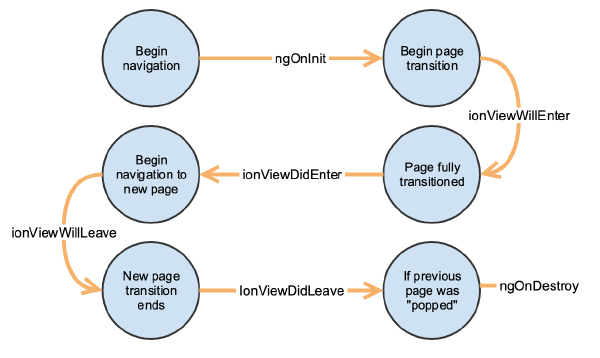 Begin
navigation
ngOnInit
Begin page
transition
ionViewWillEnter
Page fully
transitioned
ionViewDidEnter
Begin
navigation to
new page
ionViewWillLeave
New page
transition
ends
IonViewDidLeave
If previous
page was
"popped"
ngOnDestroy